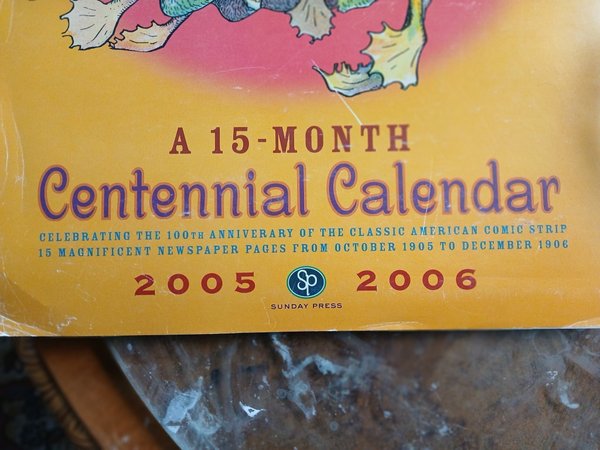 A 15-MONTH
Centennial Calendar
CELEBRATING THE 100TH ANNIVERARY OF THE CLASSIC AMERICAN COMIC STRIP
15 MAGNIFICENT NEWSPAPER PAGES FROM OCTOBER 1905 TO DECEMBER 1906
2005 SP 2006
SUNDAY PRESS